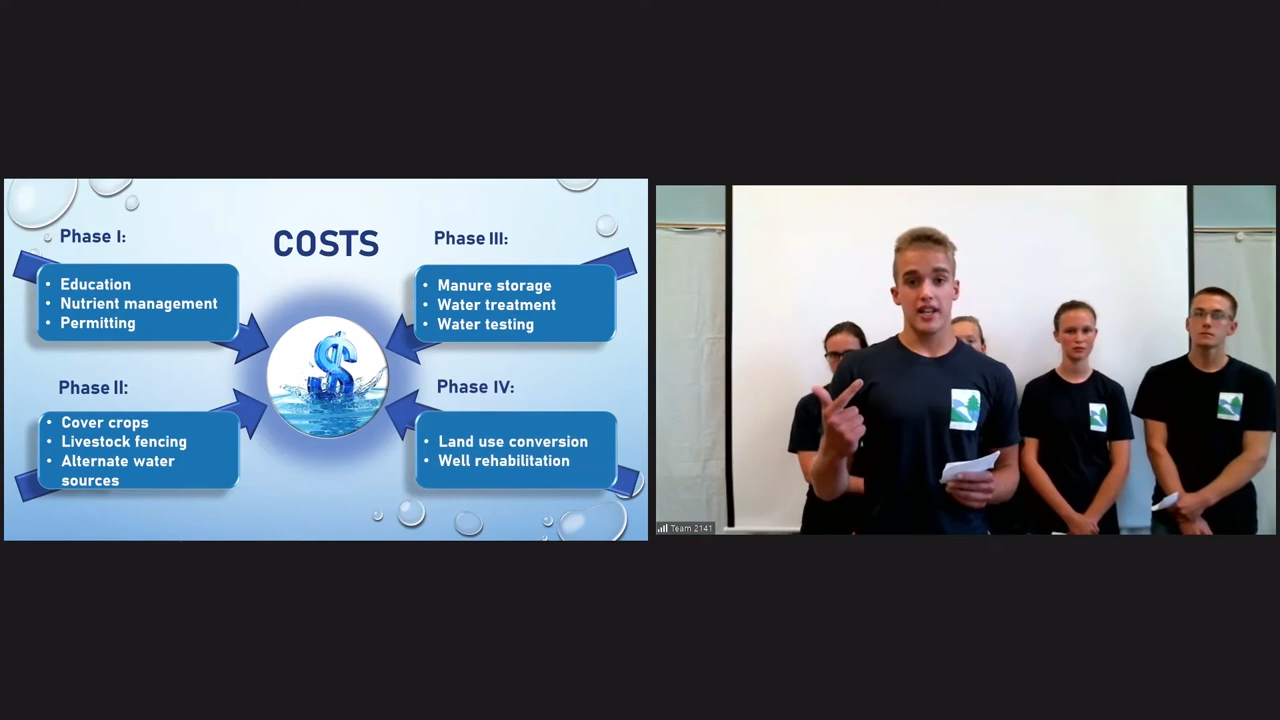 COSTS
Phase I:
• Education
• Nutrient management
• Permitting
Phase II:
• Cover crops
• Livestock fencing
• Alternate water
sources
Phase III:
• Manure storage
• Water treatment
• Water testing
Phase IV:
• Land use conversion
• Well rehabilitation
$
Team 2141